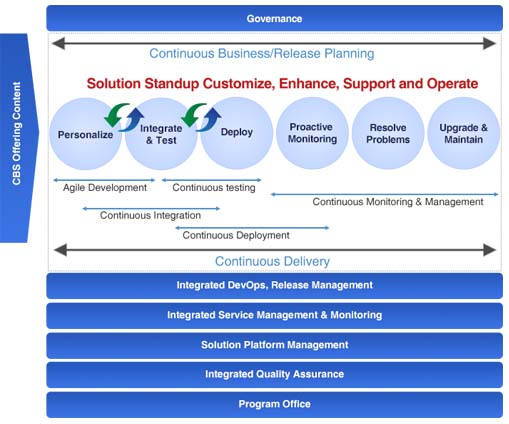 Governance
Continuous Business/Release Planning
CBS Offering Content
Solution Standup Customize, Enhance, Support and Operate
Personalize
Integrate
& Test
Deploy
Proactive
Monitoring
Resolve
Problems
Upgrade &
Maintain
Agile Development
Continuous testing
Continuous Monitoring & Management
Continuous Integration
Continuous Deployment
Continuous Delivery
Integrated DevOps, Release Management
Integrated Service Management & Monitoring
Solution Platform Management
Integrated Quality Assurance
Program Office